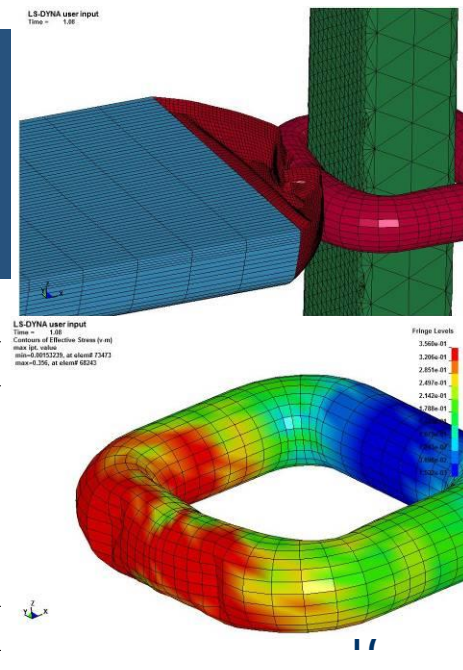 LS-DYNA user input
Time = 1.08
Z
X
LS-DYNA user input
Time = 1.08
Contours of Effective Stress (v-m)
max ipt. value
min=0.00153239, at elem# 73473
max=0.356, at elem# 68243
Fringe Levels
3.560e-01
3.206e-01
2.851e-01
2.497e-01
2.142e-01
1.788e-01
Z
Y
X